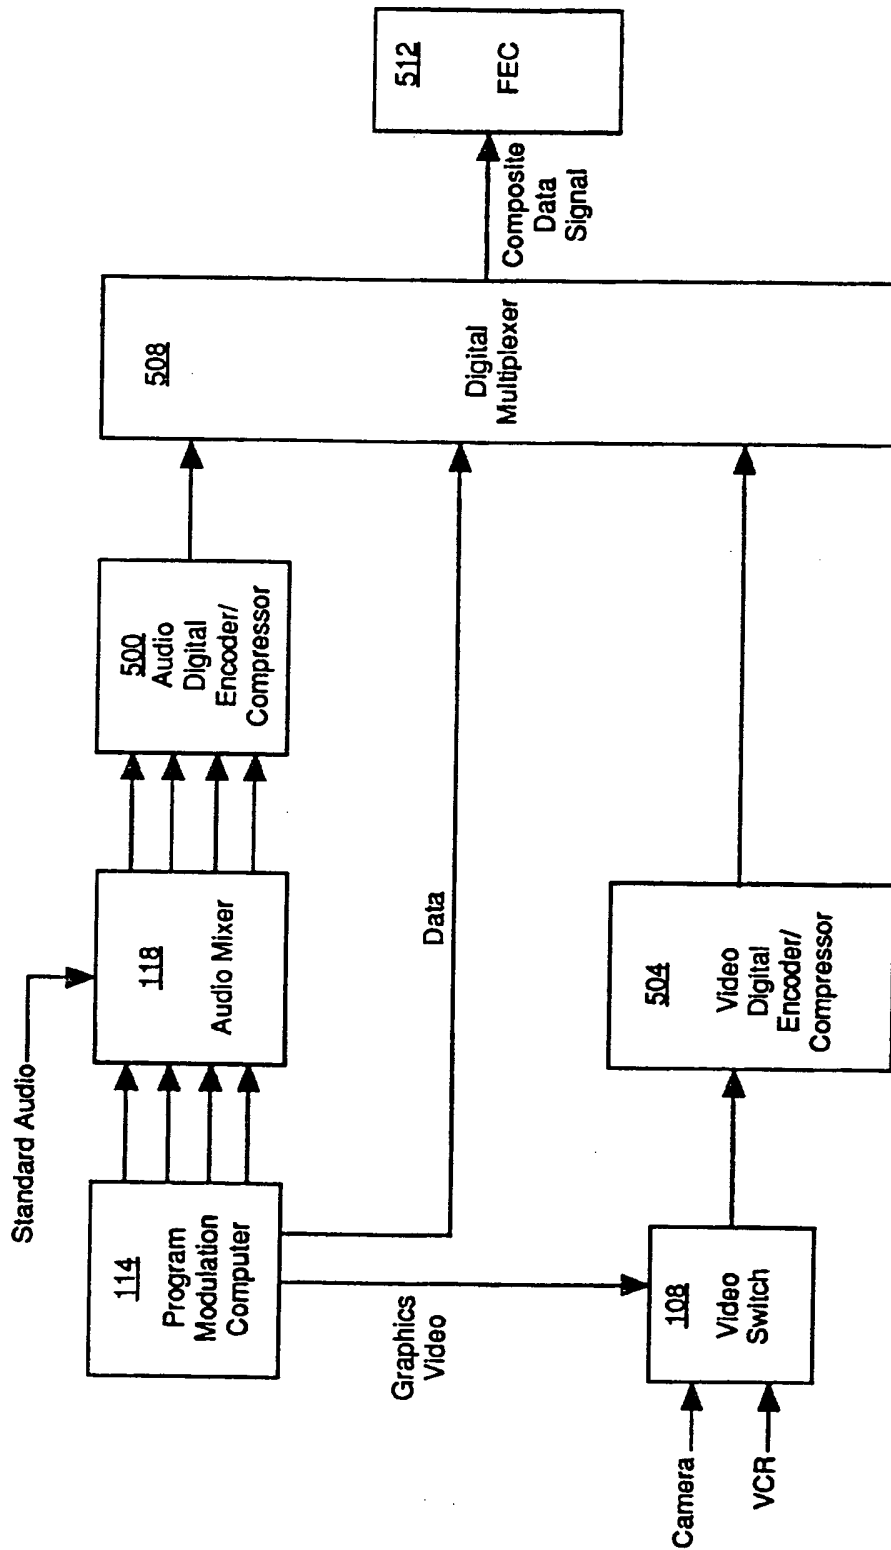 Standard Audio
114
Program
Modulation
Computer
118
Audio Mixer
500
Audio
Digital
Encoder/
Compressor
508
Digital
Multiplexer
512
FEC
Composite
Data
Signal
Data
Graphics
Video
Camera
VCR
108
Video
Switch
504
Video
Digital
Encoder/
Compressor